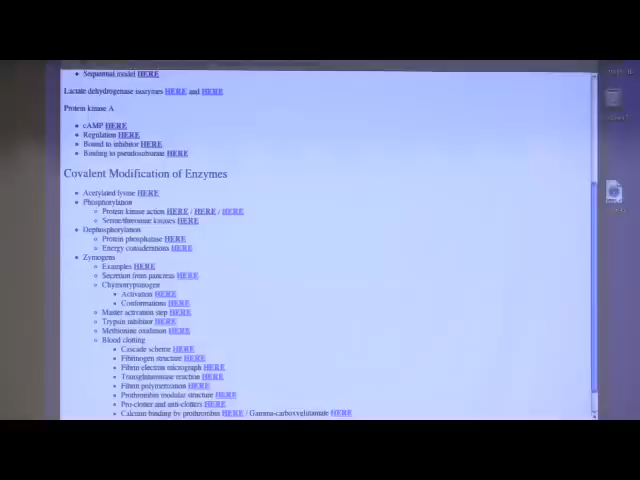 Sequential model HERE
Lactate dehydrogenase isozymes HERE and HERE
Protein kinase A
cAMP HERE
Regulation HERE
Bound to inhibitor HERE
Binding to pseudosubstrate HERE
Covalent Modification of Enzymes
Acetylated lysine HERE
Phosphorylation
Protein kinase action HERE / HERE / HERE
Serine/threonine kinases HERE
Dephosphorylation
Protein phosphatase HERE
Energy considerations HERE
Zymogens
Examples HERE
Secretion from pancreas HERE
Chymotrypsinogen
Activation HERE
Conformations HERE
Master activation step HERE
Trypsin inhibitor HERE
Methionine oxidation HERE
Blood clotting
Cascade scheme HERE
Fibrinogen structure HERE
Fibrin electron micrograph HERE
Transglutaminase reaction HERE
Fibrin polymerization HERE
Prothrombin modular structure HERE
Pro-clotter and anti-clotters HERE
Calcium binding by prothrombin HERE / Gamma-carboxyglutamate HERE